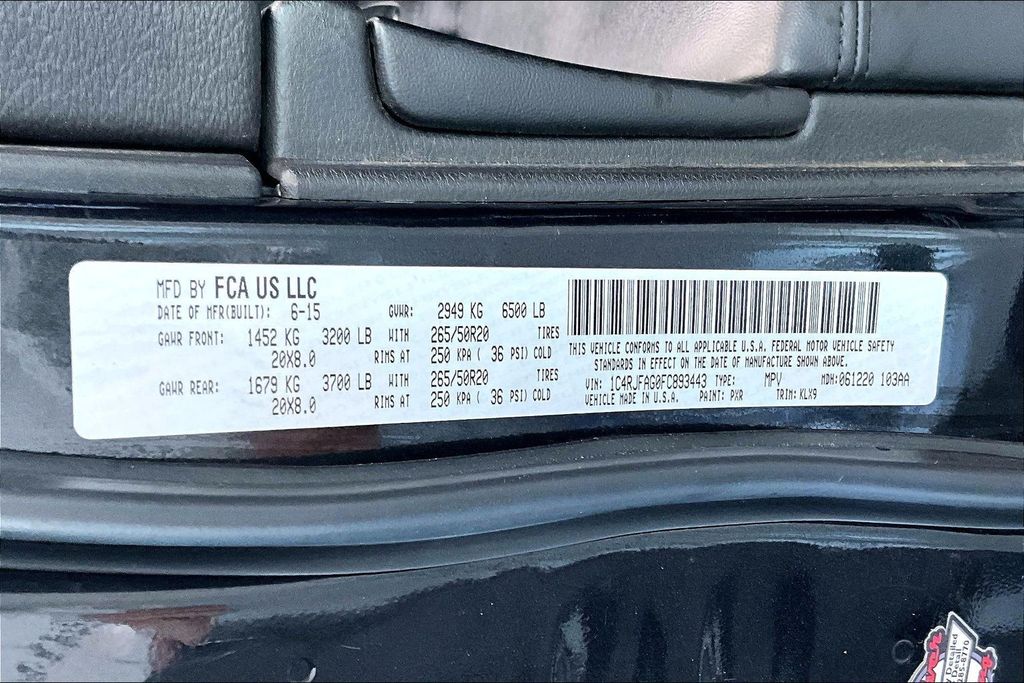 MFD BY FCA US LLC
DATE OF MFR(BUILT): 6-15 GVWR: 2949 KG 6500 LB
GAWR FRONT: 1452 KG 3200 LB WITH 265/50R20 TIRES
20X8.0 RIMS AT 250 KPA ( 36 PSI) COLD
GAWR REAR: 1679 KG 3700 LB WITH 265/50R20 TIRES
20X8.0 RIMS AT 250 KPA ( 36 PSI) COLD
THIS VEHICLE CONFORMS TO ALL APPLICABLE U.S.A. FEDERAL MOTOR VEHICLE SAFETY
STANDARDS IN EFFECT ON THE DATE OF MANUFACTURE SHOWN ABOVE.
VIN: 1C4RJFAG0FC893443 TYPE: MPV MDH: 061220 103AA
VEHICLE MADE IN U.S.A. PAINT: PXR TRIM: KLX9
Detailed
285-8770